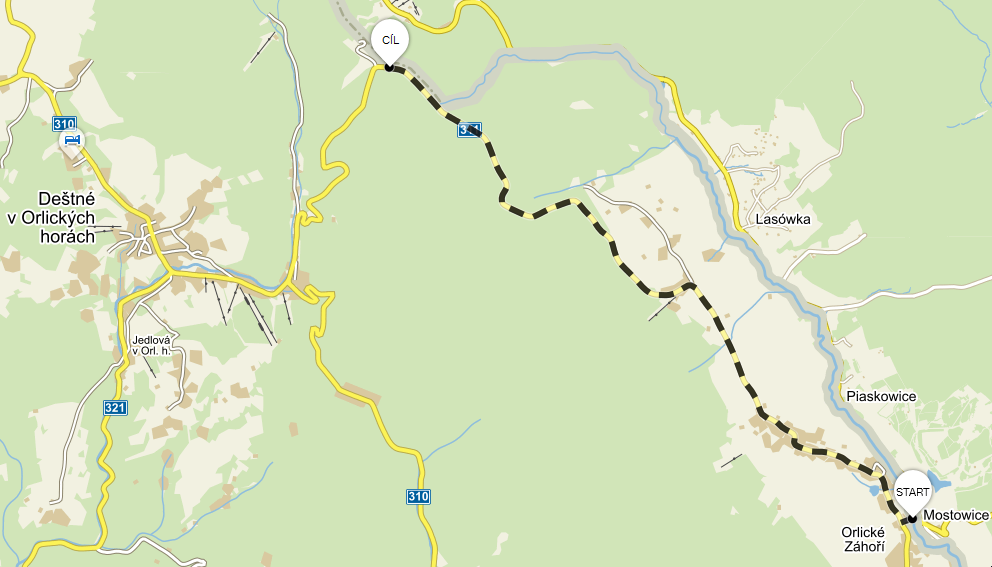 CÍL
310
Deštné
v Orlických
horách
Lasówka
Jedlová
v Orl. h.
Piaskowice
321
START
310
Mostowice
Orlické
Záhoří